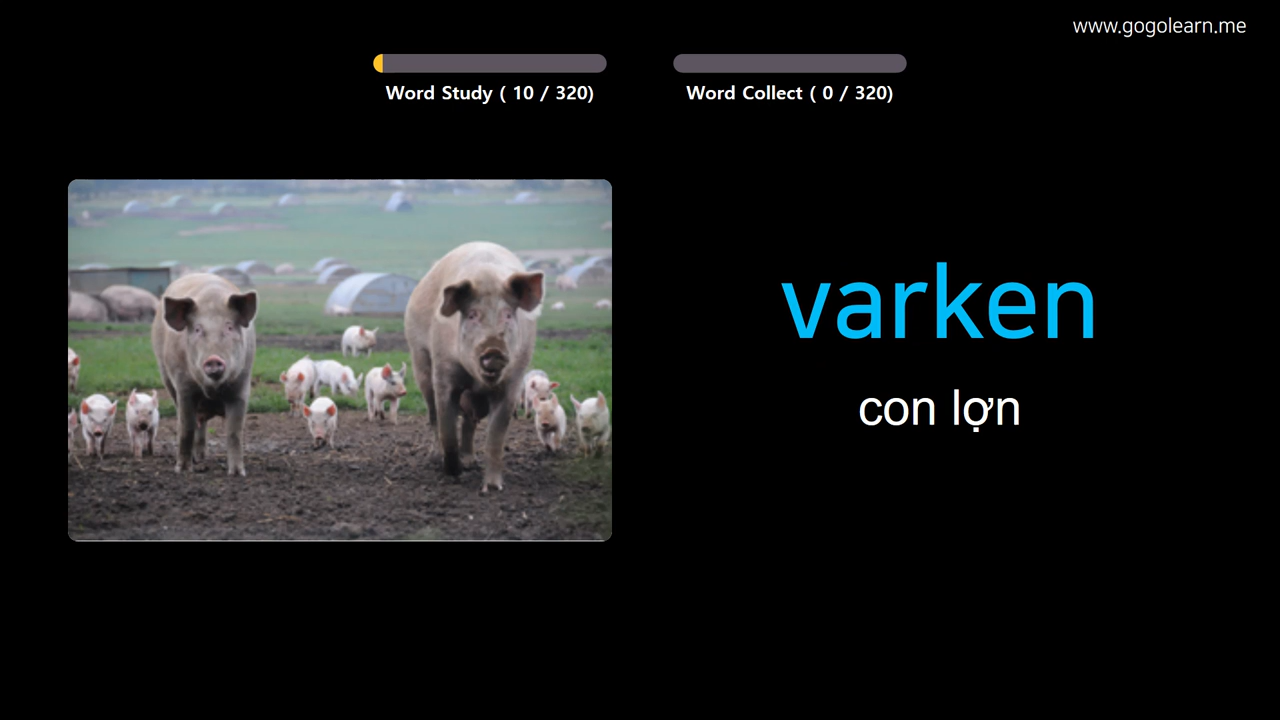 www.gogolearn.me
Word Study ( 10 / 320)
Word Collect ( 0 / 320)
varken
con lợn